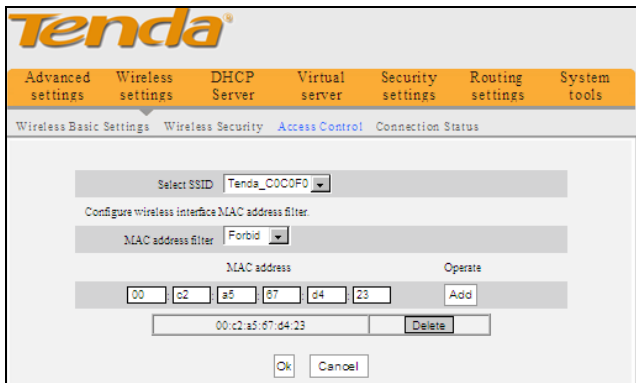 Tenda
Advanced settings Wireless settings DHCP Server Virtual server Security settings Routing settings System tools
Wireless Basic Settings Wireless Security Access Control Connection Status
Select SSID Tenda_C0C0F0
Configure wireless interface MAC address filter.
MAC address filter Forbid
MAC address Operate
00 : c2 : a5 : 67 : d4 : 23 Add
00:c2:a5:67:d4:23 Delete
Ok Cancel